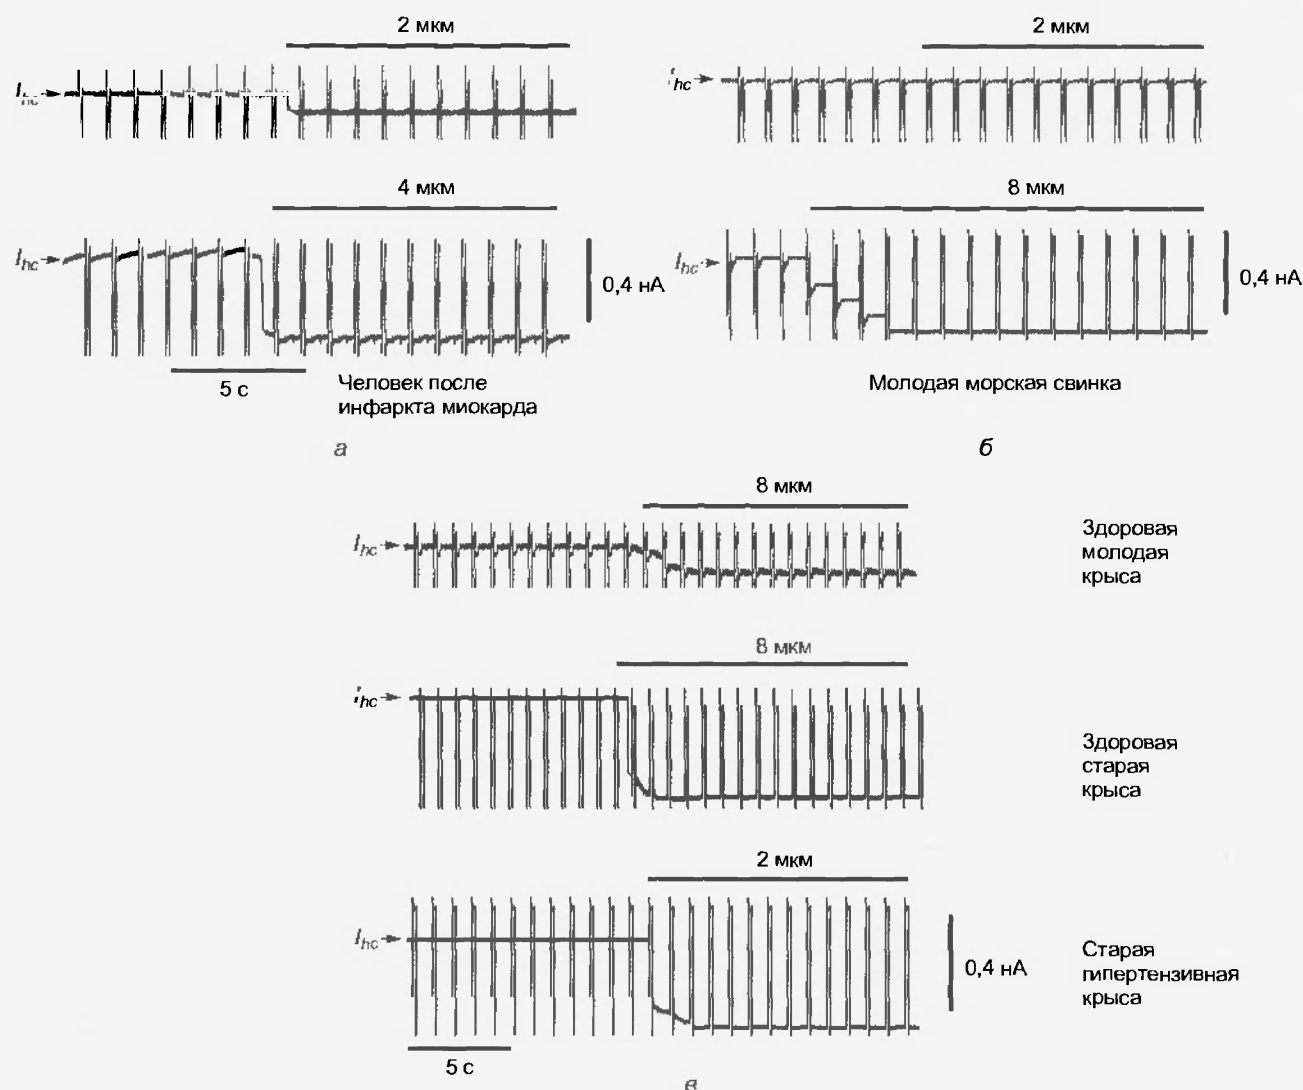 2 мкм
I_hc
4 мкм
I_hc
0,4 нА
5 с
Человек после
инфаркта миокарда
а
2 мкм
I_hc
8 мкм
I_hc
0,4 нА
Молодая морская свинка
б
8 мкм
I_hc
Здоровая
молодая
крыса
8 мкм
I_hc
Здоровая
старая
крыса
2 мкм
I_hc
0,4 нА
Старая
гипертензивная
крыса
5 с
в